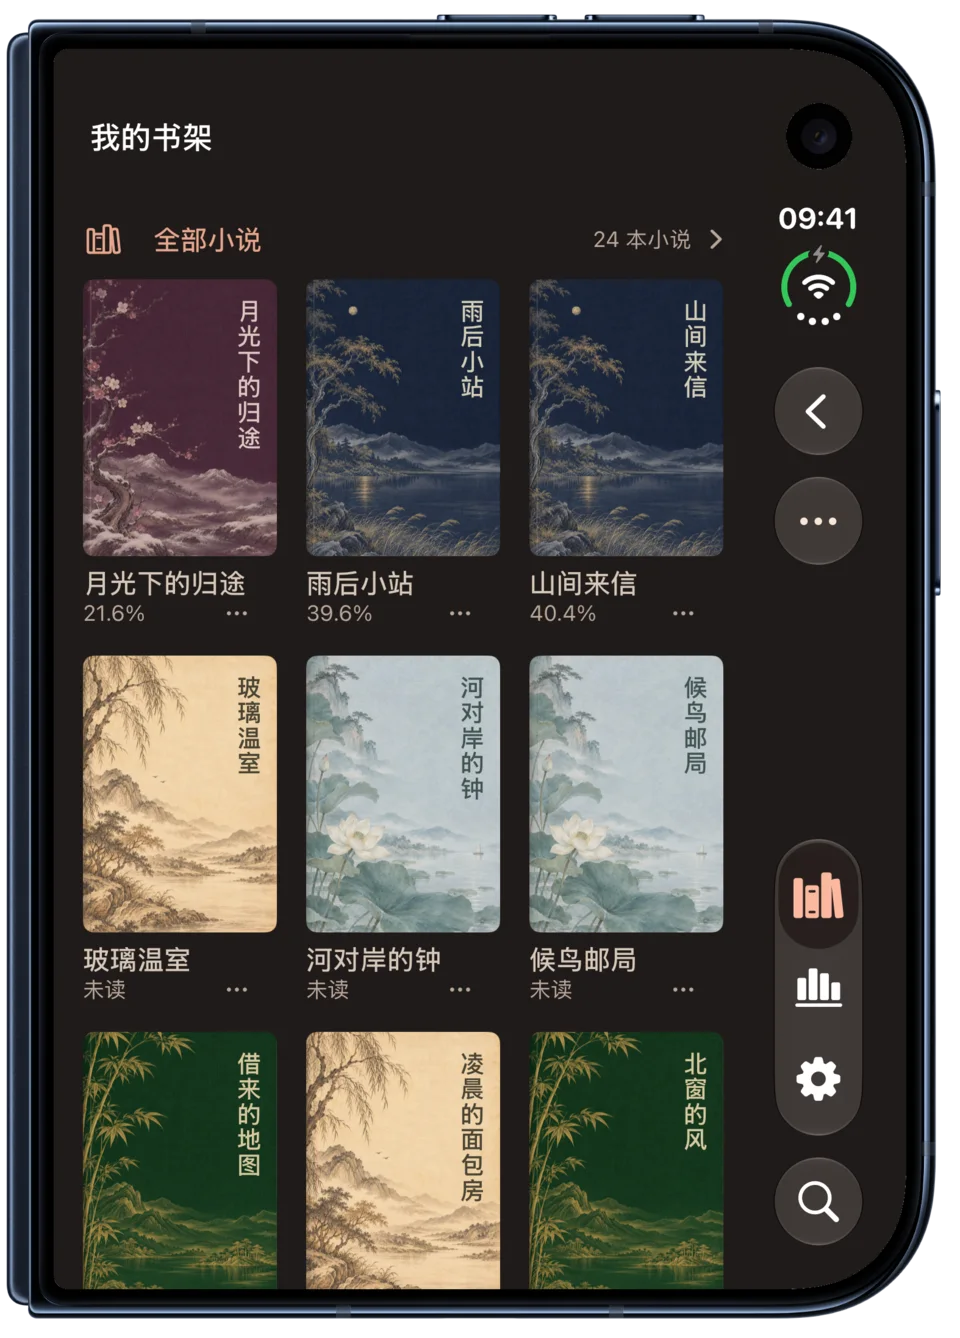 我的书架
09:41
全部小说
24 本小说
月光下的归途
雨后小站
山间来信
月光下的归途
雨后小站
山间来信
21.6%
39.6%
40.4%
玻璃温室
河对岸的钟
候鸟邮局
玻璃温室
河对岸的钟
候鸟邮局
未读
未读
未读
借来的地图
凌晨的面包房
北窗的风